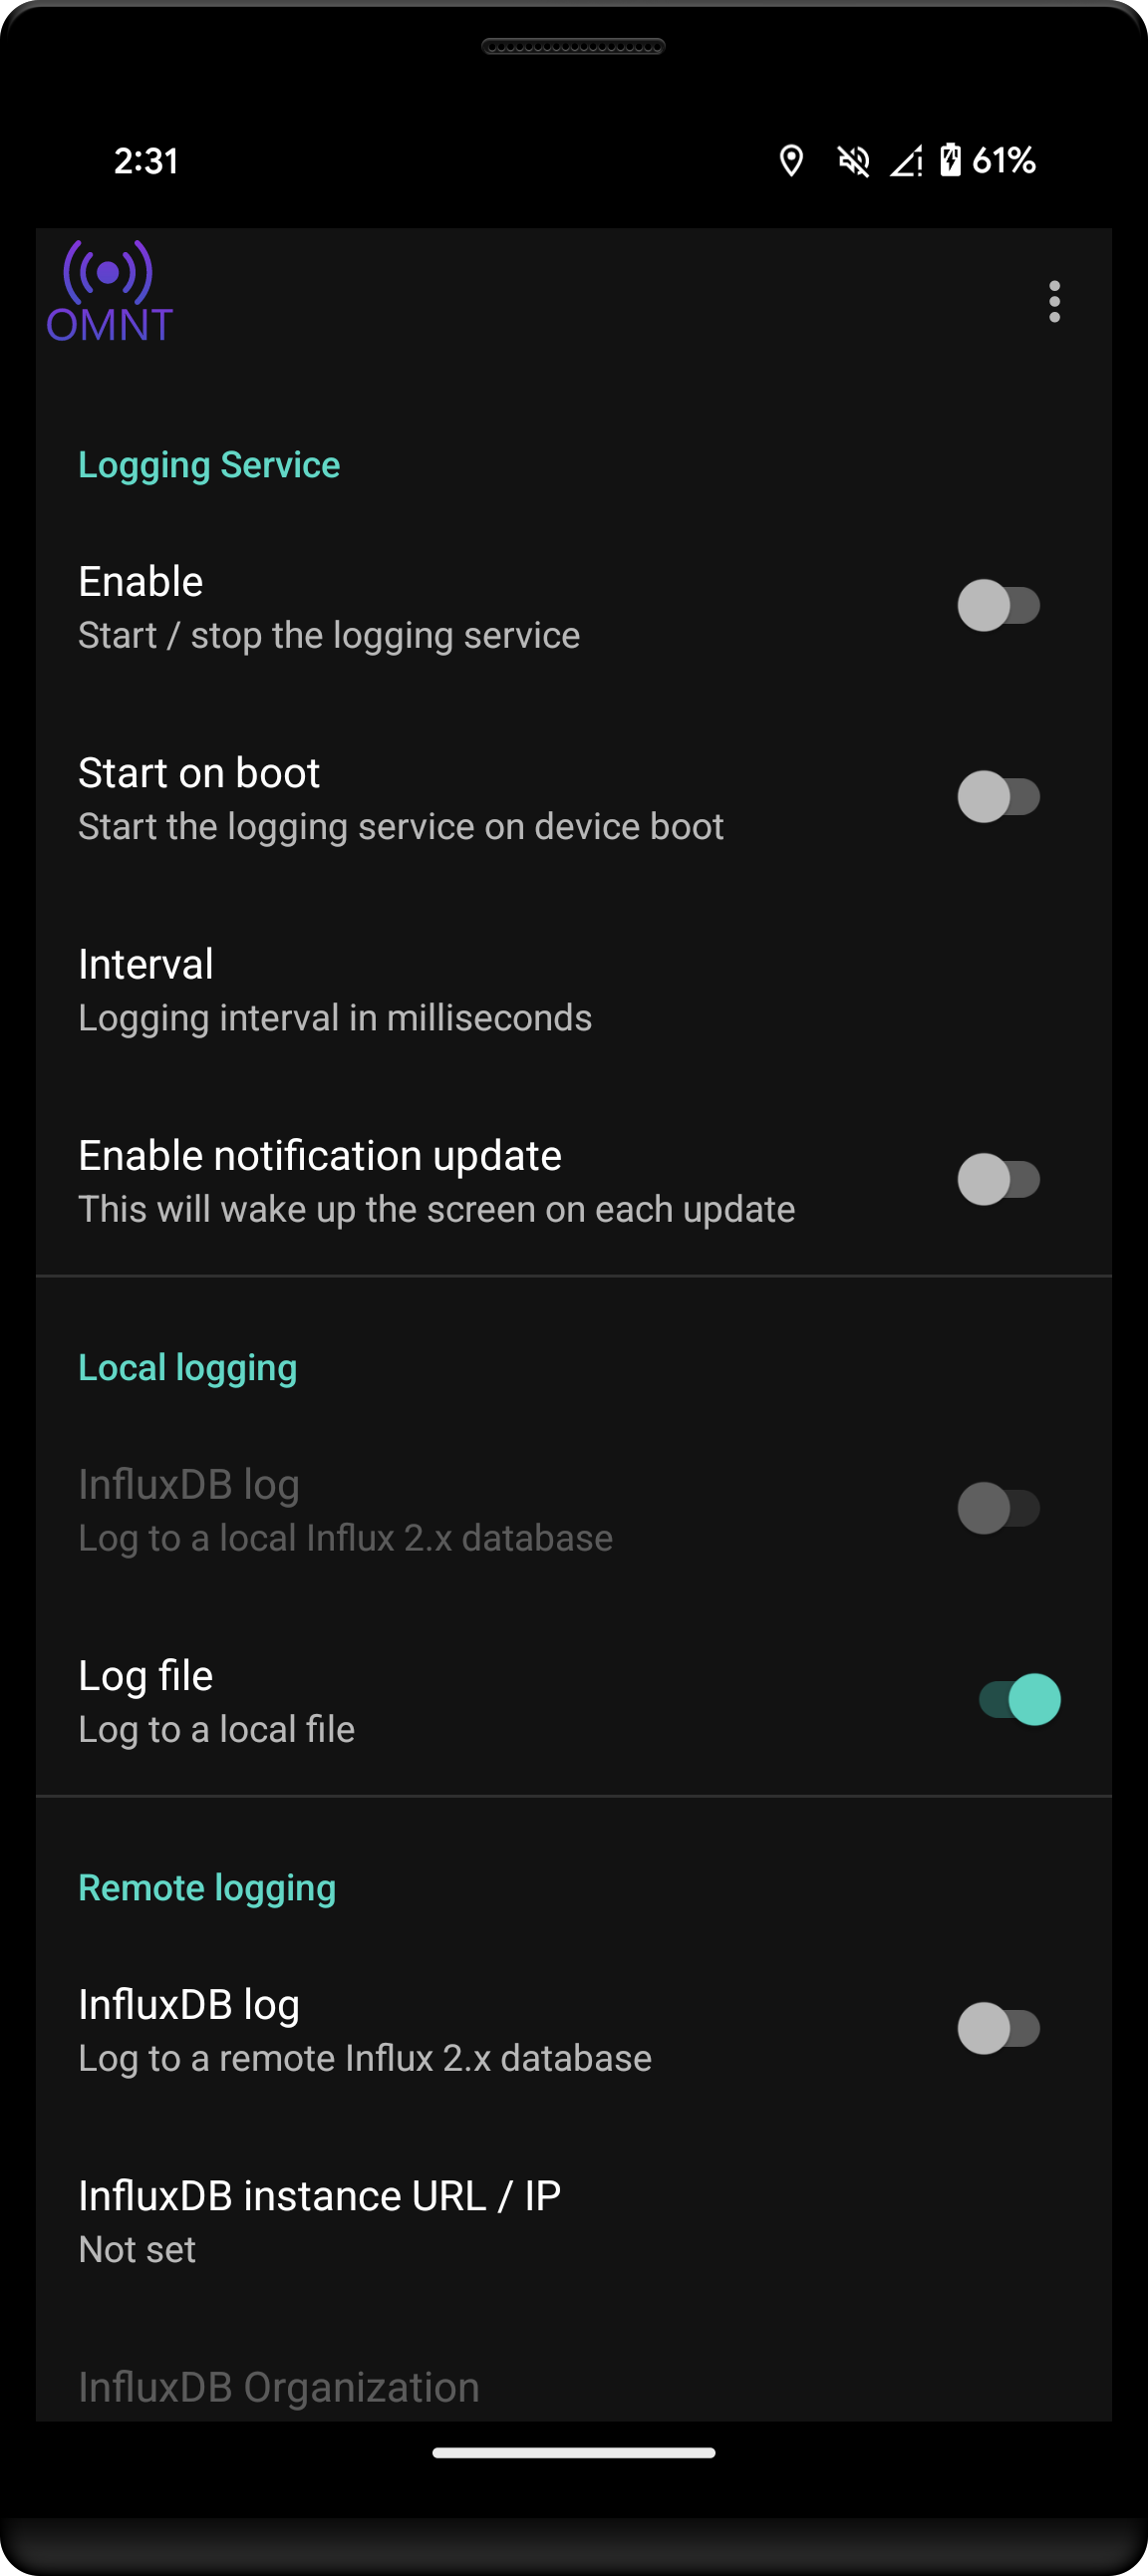 2:31
61%
OMNT
Logging Service
Enable
Start / stop the logging service
Start on boot
Start the logging service on device boot
Interval
Logging interval in milliseconds
Enable notification update
This will wake up the screen on each update
Local logging
InfluxDB log
Log to a local Influx 2.x database
Log file
Log to a local file
Remote logging
InfluxDB log
Log to a remote Influx 2.x database
InfluxDB instance URL / IP
Not set
InfluxDB Organization